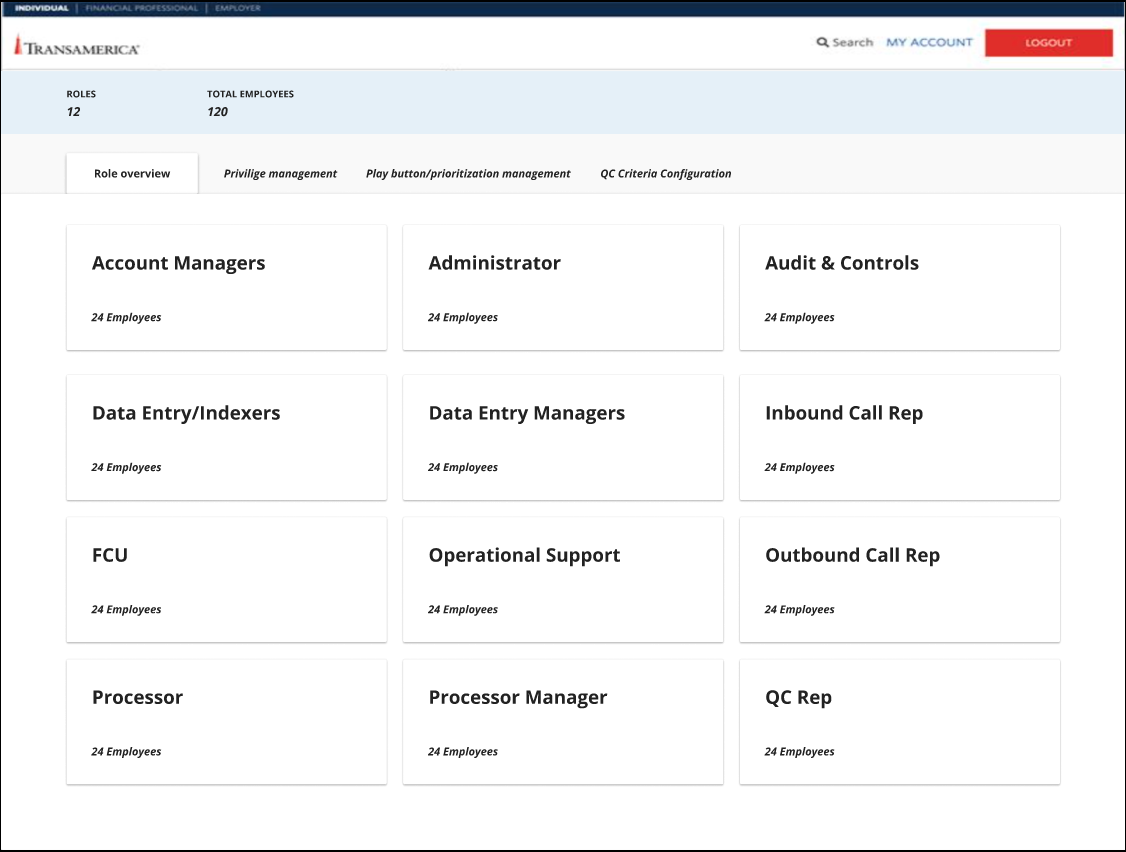 INDIVIDUAL | FINANCIAL PROFESSIONAL | EMPLOYER
TRANSAMERICA®
Search MY ACCOUNT LOGOUT
ROLES TOTAL EMPLOYEES
12 120
Role overview Privilige management Play button/prioritization management QC Criteria Configuration
Account Managers Administrator Audit & Controls
24 Employees 24 Employees 24 Employees
Data Entry/Indexers Data Entry Managers Inbound Call Rep
24 Employees 24 Employees 24 Employees
FCU Operational Support Outbound Call Rep
24 Employees 24 Employees 24 Employees
Processor Processor Manager QC Rep
24 Employees 24 Employees 24 Employees